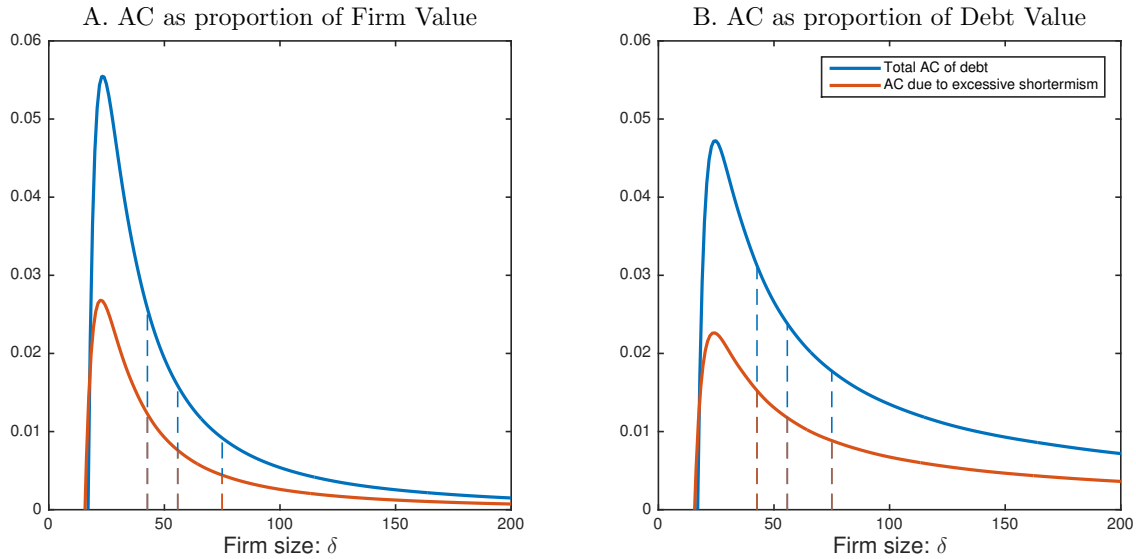 A. AC as proportion of Firm Value
0.06
0.05
0.04
0.03
0.02
0.01
0
0 50 100 150 200
Firm size: δ
B. AC as proportion of Debt Value
0.06
Total AC of debt
AC due to excessive shortermism
0.05
0.04
0.03
0.02
0.01
0
0 50 100 150 200
Firm size: δ